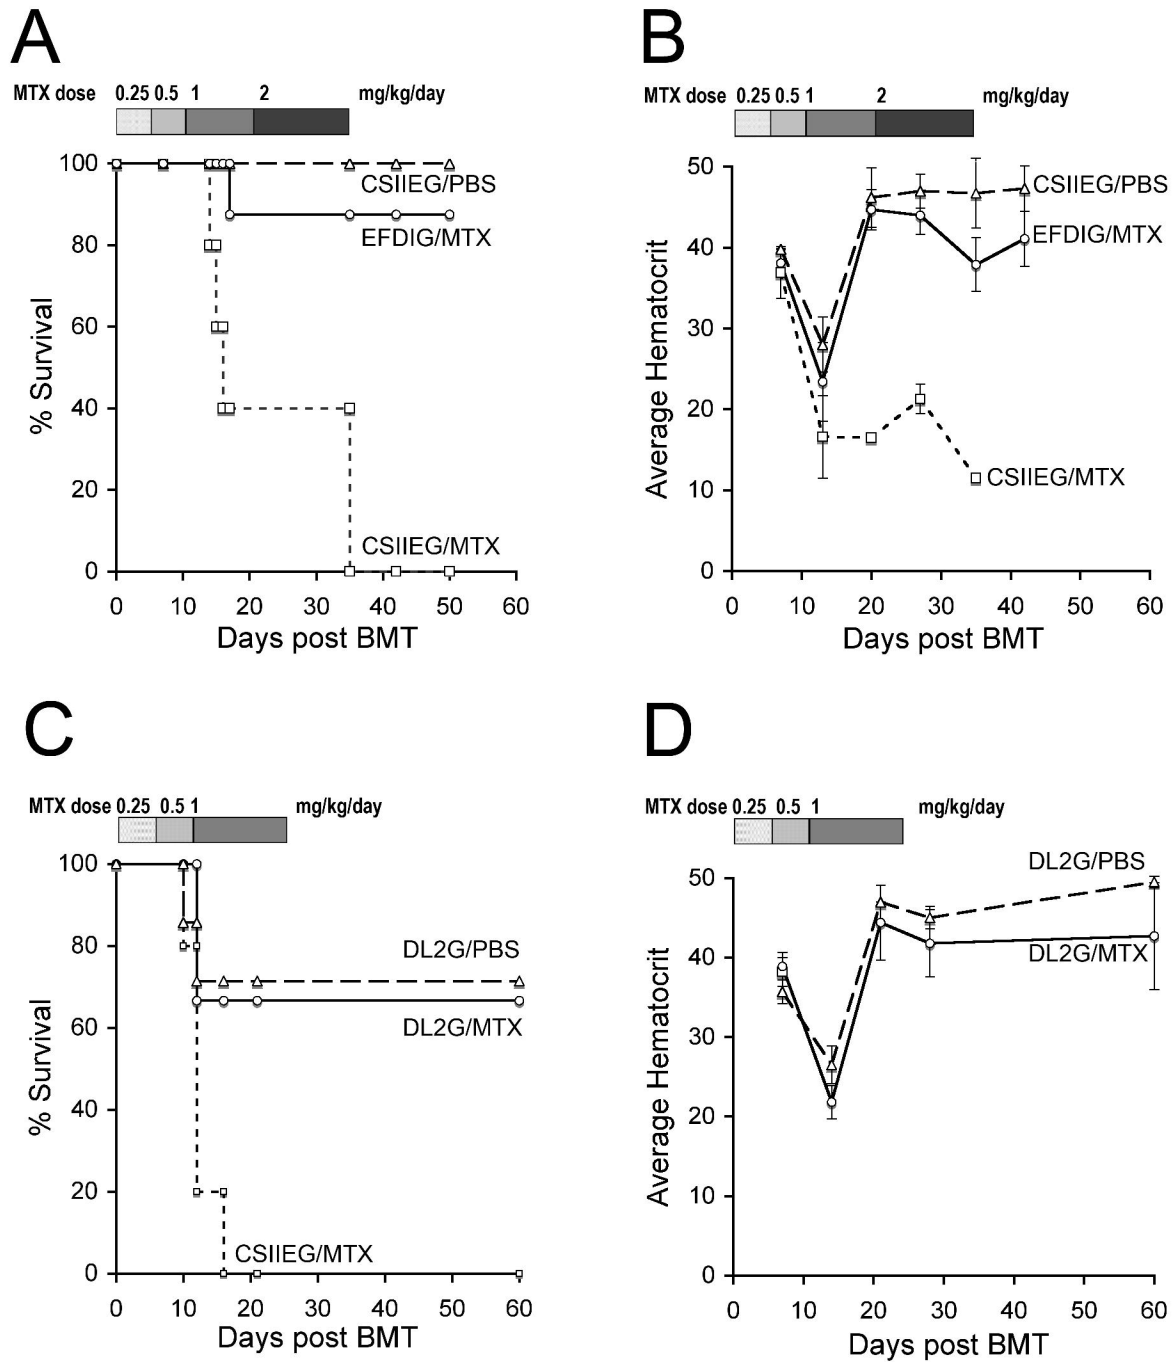 A
MTX dose 0.25 0.5 1 2 mg/kg/day
100
80
60
40
20
0
% Survival
CSIIEG/PBS
EFDIG/MTX
CSIIEG/MTX
0 10 20 30 40 50 60
Days post BMT
B
MTX dose 0.25 0.5 1 2 mg/kg/day
50
40
30
20
10
0
Average Hematocrit
CSIIEG/PBS
EFDIG/MTX
CSIIEG/MTX
0 10 20 30 40 50 60
Days post BMT
C
MTX dose 0.25 0.5 1 mg/kg/day
100
80
60
40
20
0
% Survival
DL2G/PBS
DL2G/MTX
CSIIEG/MTX
0 10 20 30 40 50 60
Days post BMT
D
MTX dose 0.25 0.5 1 mg/kg/day
50
40
30
20
10
0
Average Hematocrit
DL2G/PBS
DL2G/MTX
0 10 20 30 40 50 60
Days post BMT